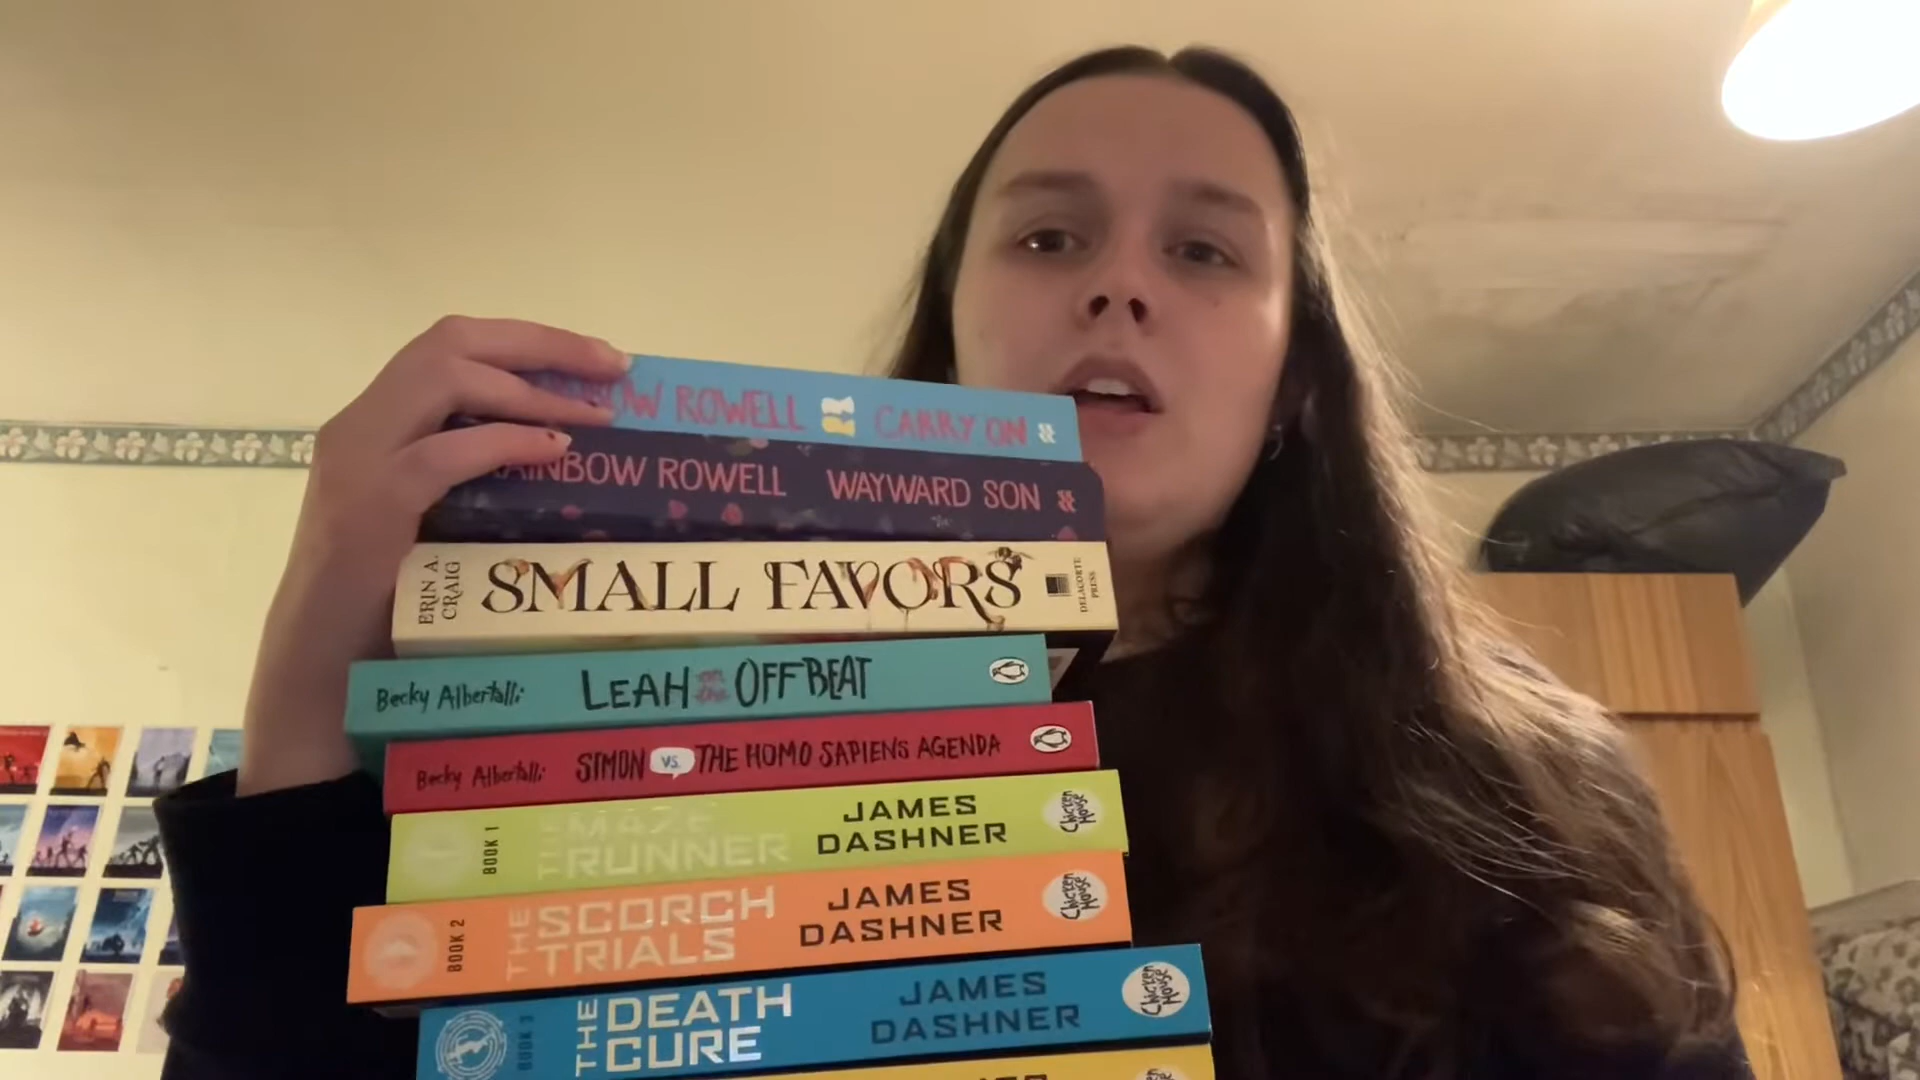 ROWELL CARRY ON
RAINBOW ROWELL WAYWARD SON
ERIN A.
CRAIG
SMALL FAVORS
DELACORTE
PRESS
Becky Albertalli LEAH on the OFFBEAT
Becky Albertalli SIMON VS. THE HOMO SAPIENS AGENDA
BOOK 1
THE MAZE
RUNNER
JAMES
DASHNER
Chicken
House
BOOK 2
THE SCORCH
TRIALS
JAMES
DASHNER
Chicken
House
BOOK 3
THE DEATH
CURE
JAMES
DASHNER
Chicken
House